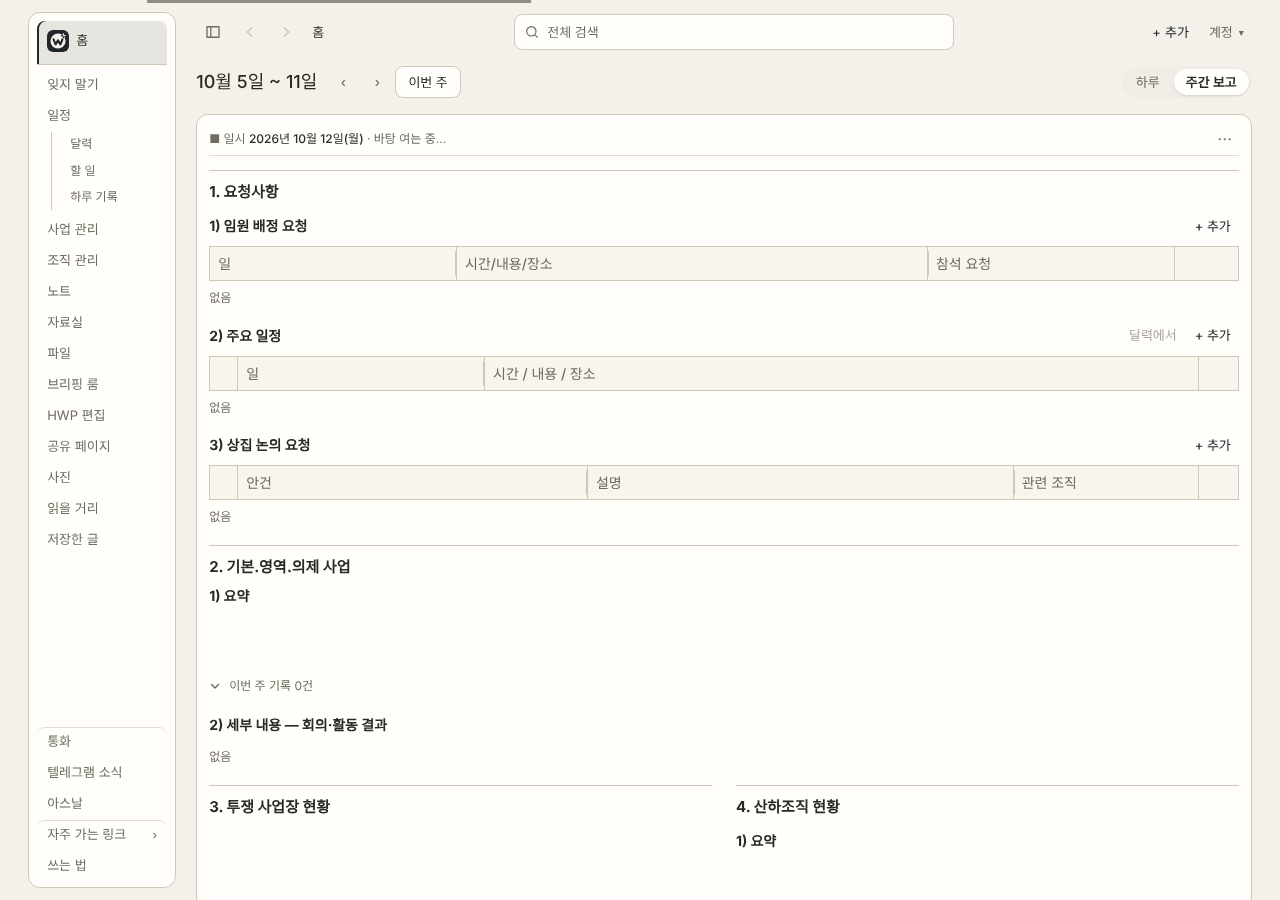 홈
잊지 말기
일정
달력
할 일
하루 기록
사업 관리
조직 관리
노트
자료실
파일
브리핑 룸
HWP 편집
공유 페이지
사진
읽을 거리
저장한 글
통화
텔레그램 소식
아스날
자주 가는 링크 ›
쓰는 법
홈
전체 검색
+ 추가 계정 ▾
10월 5일 ~ 11일 ‹ › 이번 주
하루 주간 보고
■ 일시 2026년 10월 12일(월) · 바탕 여는 중… ⋯
1. 요청사항
1) 임원 배정 요청 + 추가
일 시간/내용/장소 참석 요청
없음
2) 주요 일정 달력에서 + 추가
일 시간 / 내용 / 장소
없음
3) 상집 논의 요청 + 추가
안건 설명 관련 조직
없음
2. 기본.영역.의제 사업
1) 요약
이번 주 기록 0건
2) 세부 내용 — 회의·활동 결과
없음
3. 투쟁 사업장 현황
4. 산하조직 현황
1) 요약